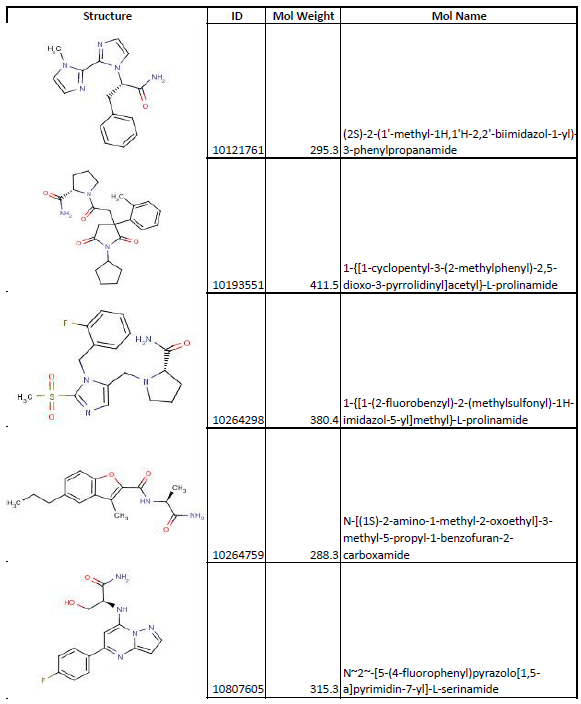 Structure ID Mol Weight Mol Name
H₃C N N N N NH₂ O
10121761 295.3 (2S)-2-(1'-methyl-1H,1'H-2,2'-biimidazol-1-yl)-
3-phenylpropanamide
O NH₂ N O H₃C O N O
10193551 411.5 1-{[1-cyclopentyl-3-(2-methylphenyl)-2,5-
dioxo-3-pyrrolidinyl]acetyl}-L-prolinamide
F H₂N O N N N H₃C S O O
10264298 380.4 1-{[1-(2-fluorobenzyl)-2-(methylsulfonyl)-1H-
imidazol-5-yl]methyl}-L-prolinamide
H₃C O O CH₃ HN CH₃ O NH₂
10264759 288.3 N-[(1S)-2-amino-1-methyl-2-oxoethyl]-3-
methyl-5-propyl-1-benzofuran-2-
carboxamide
O NH₂ HO NH N N N F
10807605 315.3 N~2~-[5-(4-fluorophenyl)pyrazolo[1,5-
a]pyrimidin-7-yl]-L-serinamide